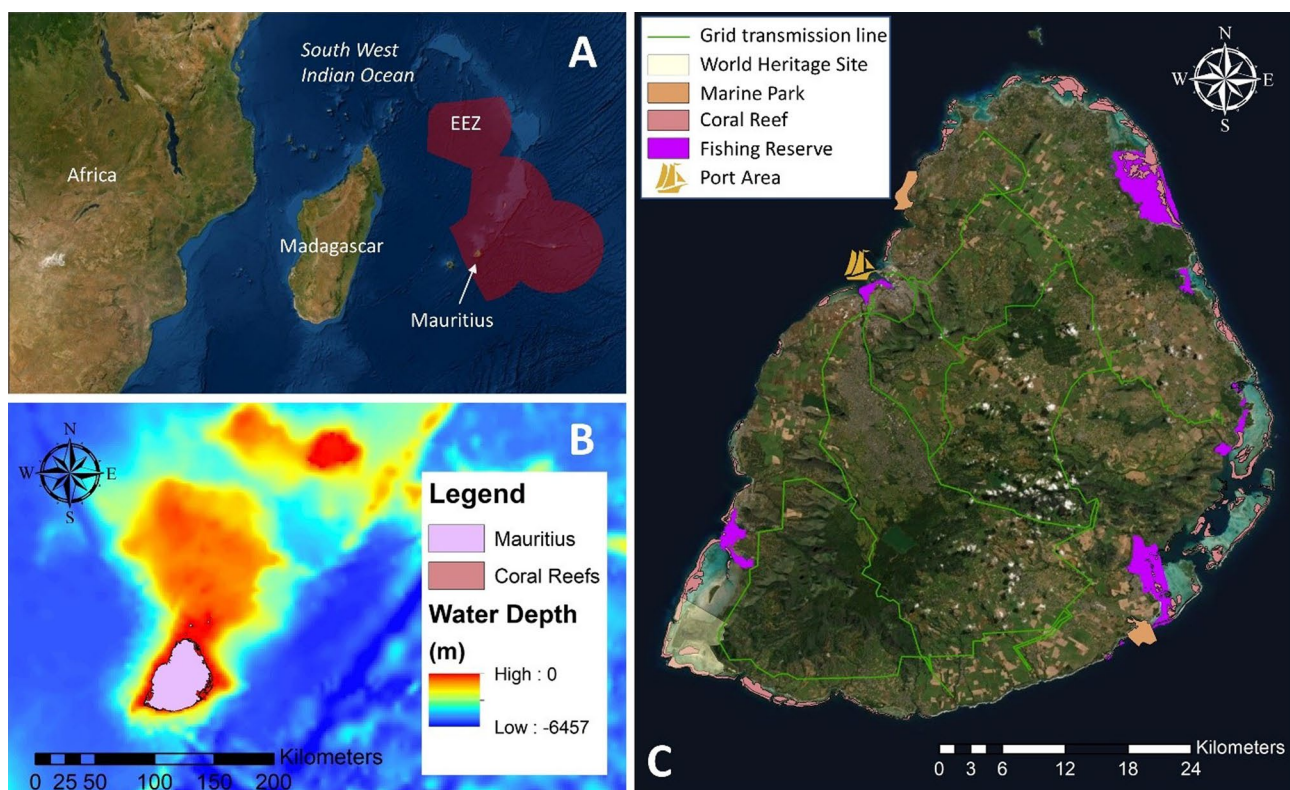 South West
Indian Ocean
A
EEZ
Africa
Madagascar
Mauritius
B
N
W E
S
Legend
Mauritius
Coral Reefs
Water Depth
(m)
High : 0
Low : -6457
Kilometers
0 25 50 100 150 200
Grid transmission line
World Heritage Site
Marine Park
Coral Reef
Fishing Reserve
Port Area
N
W E
S
C
Kilometers
0 3 6 12 18 24